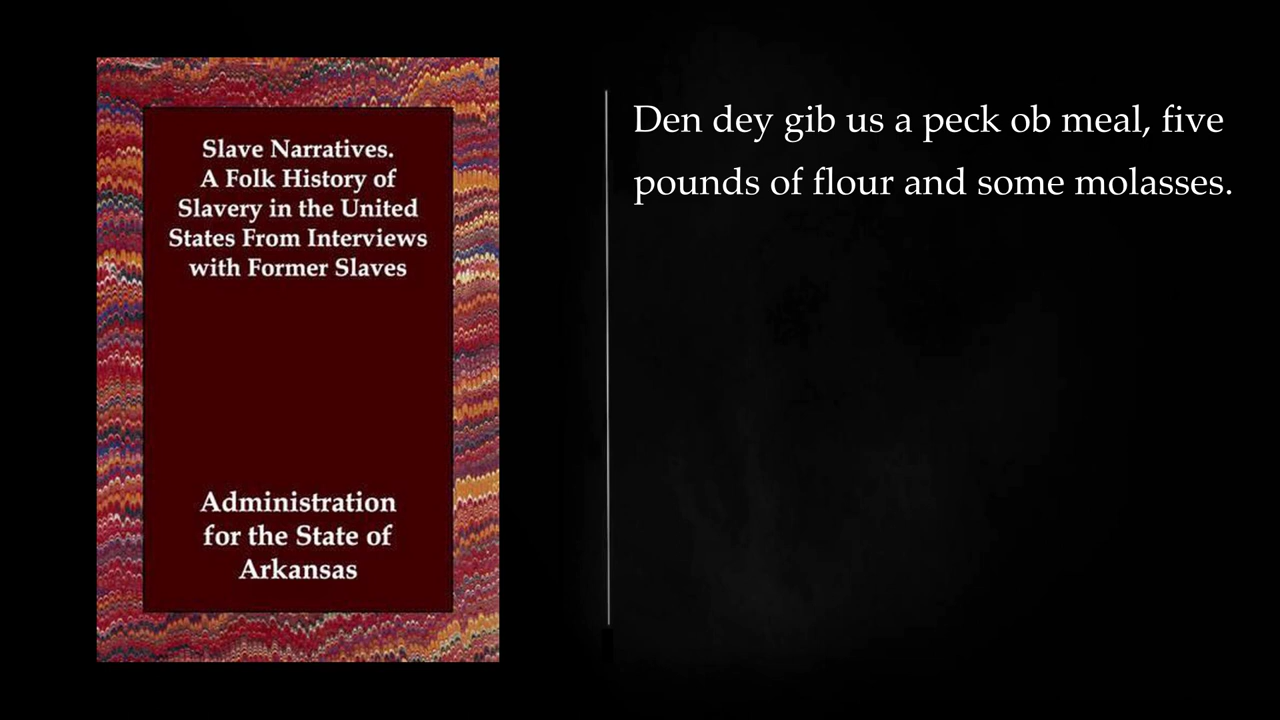 Slave Narratives.
A Folk History of
Slavery in the United
States From Interviews
with Former Slaves
Administration
for the State of
Arkansas
Den dey gib us a peck ob meal, five
pounds of flour and some molasses.